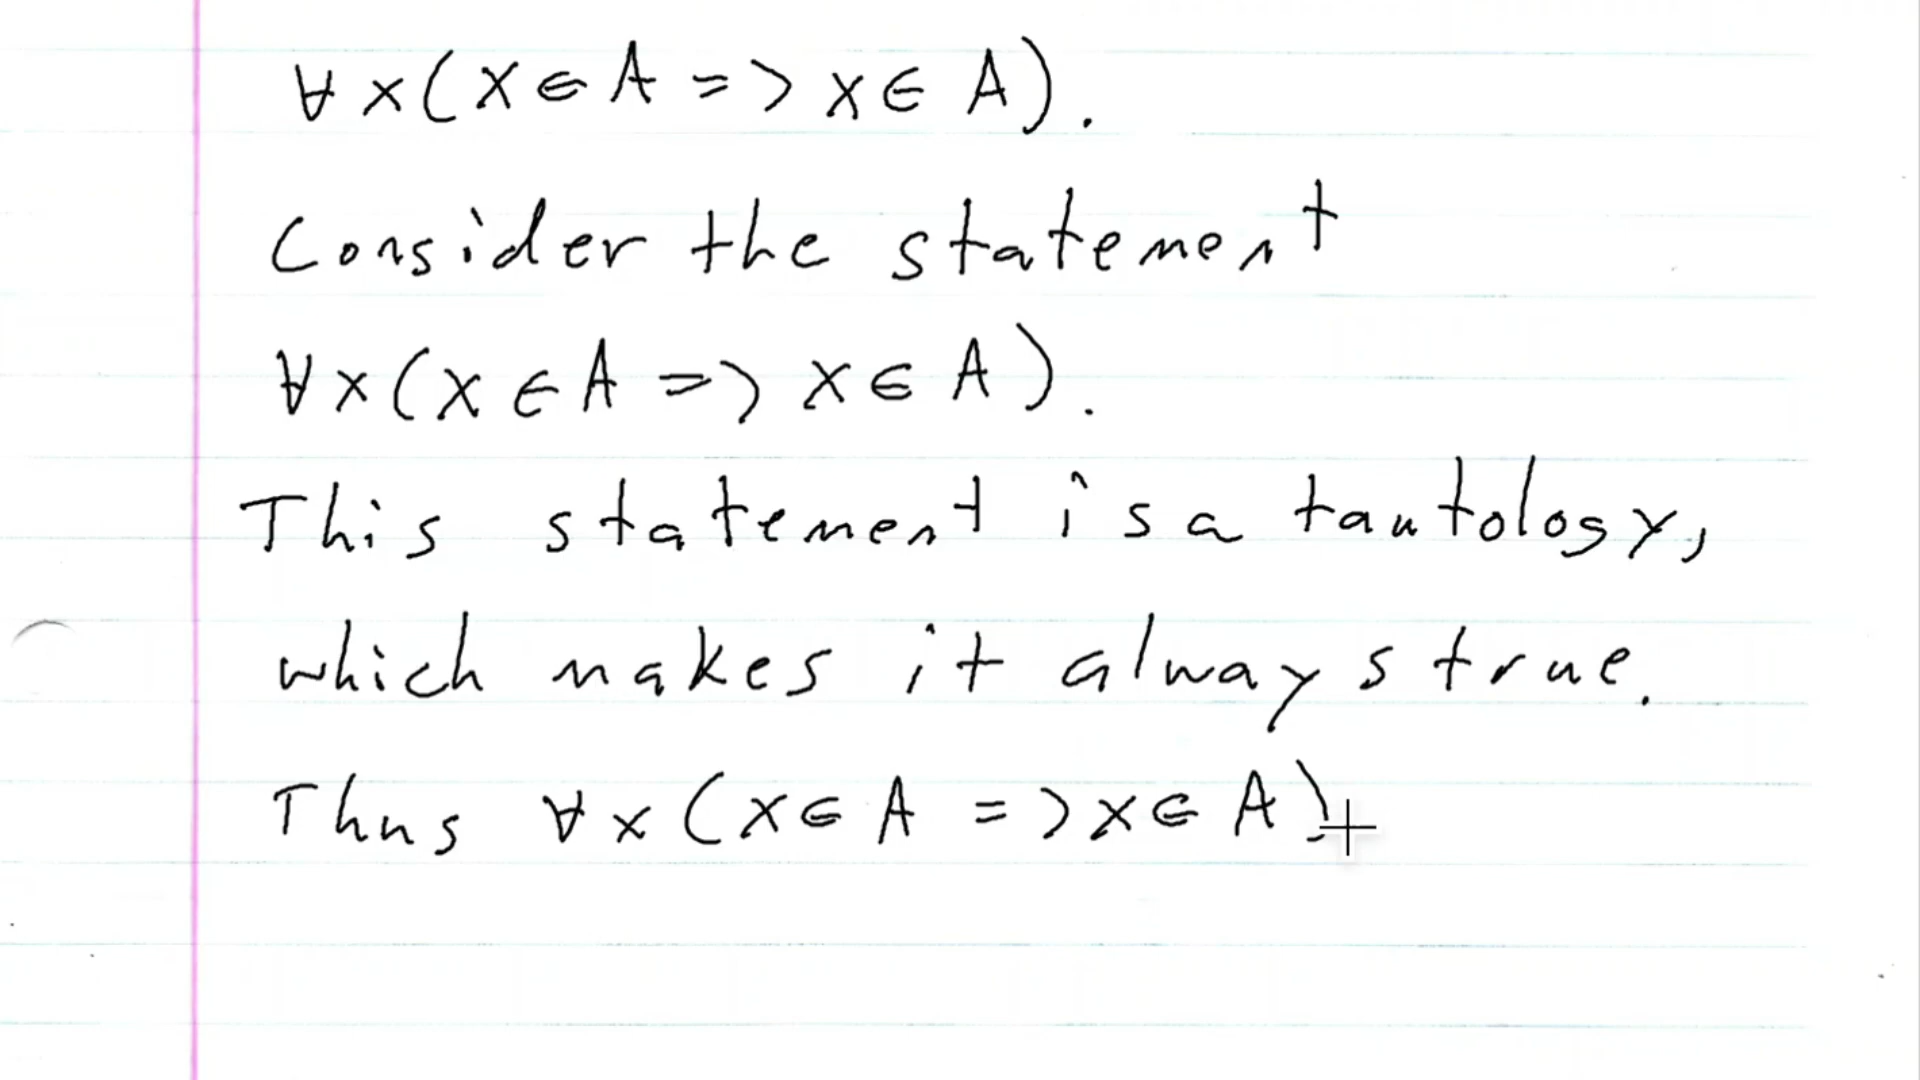 ∀x(x∈A => x∈A).
Consider the statement
∀x(x∈A => x∈A).
This statement is a tautology,
which makes it always true.
Thus ∀x(x∈A => x∈A)